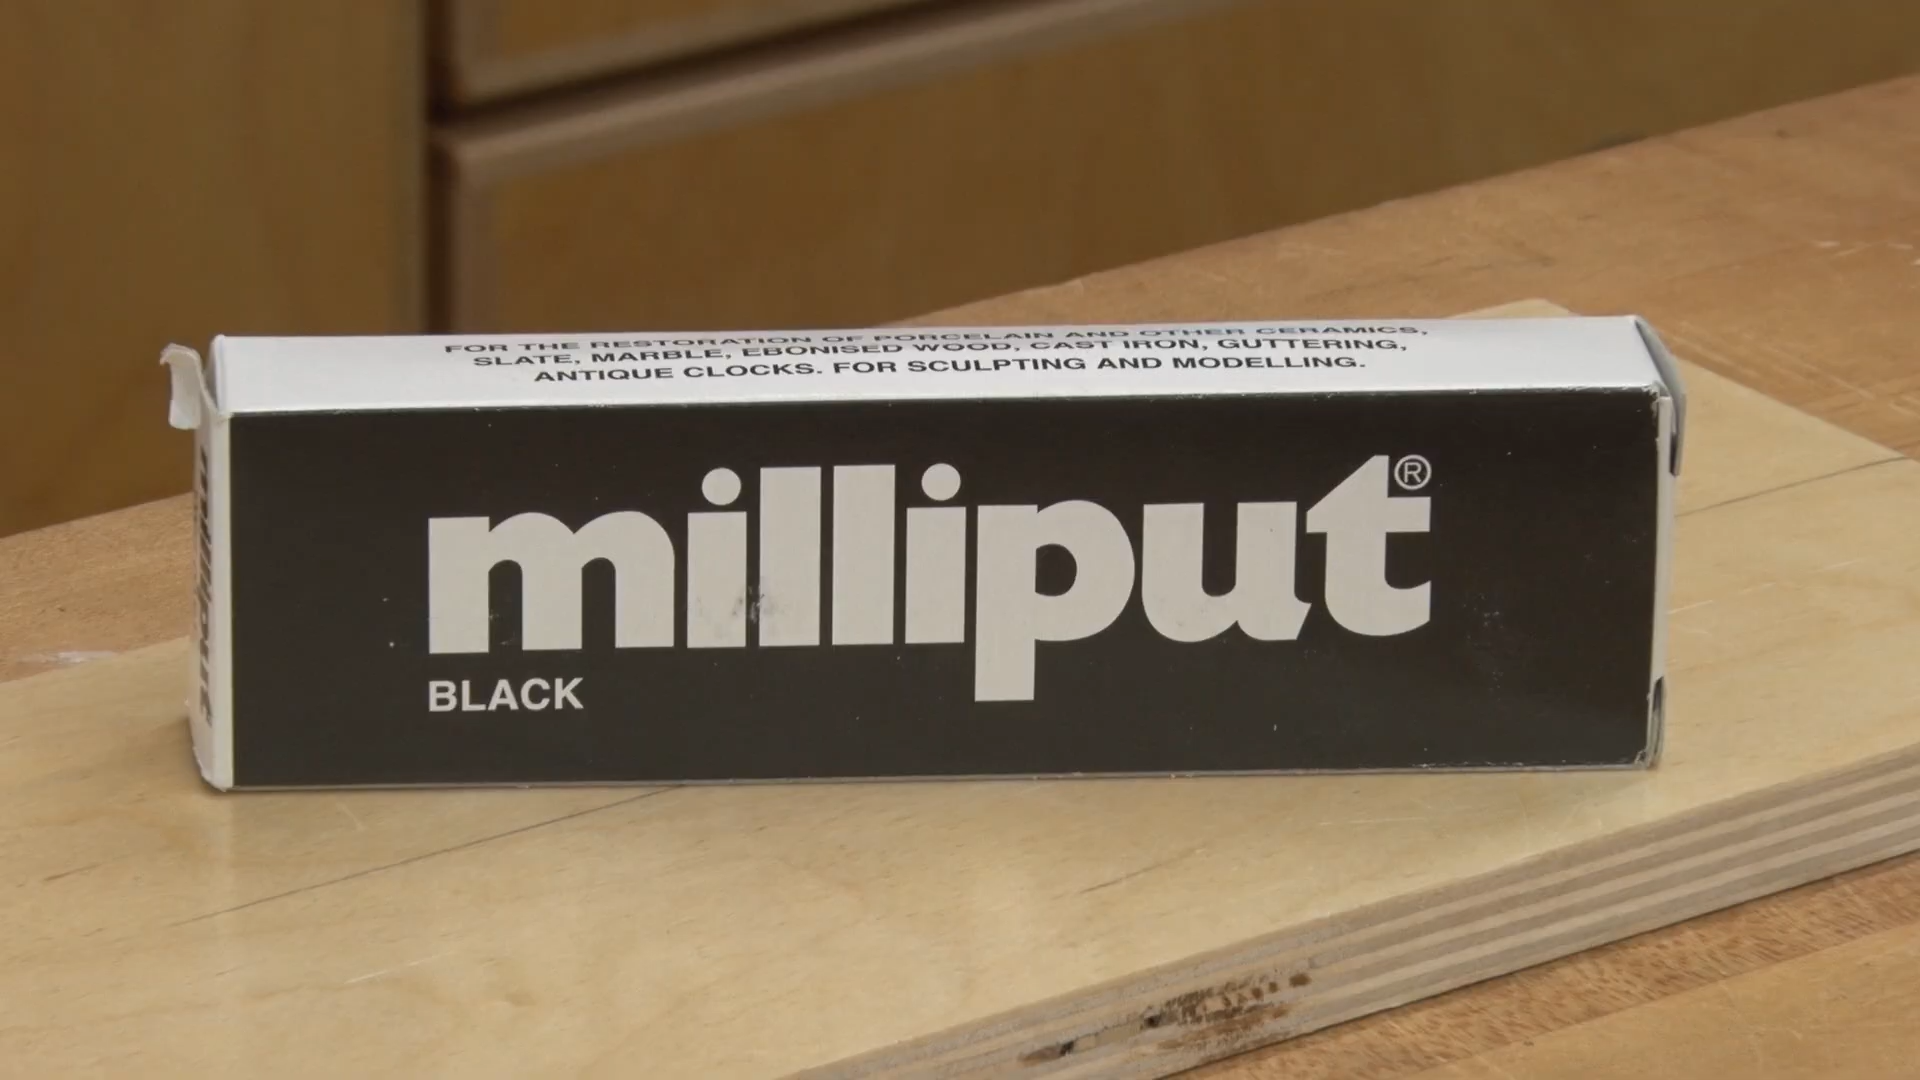 FOR THE RESTORATION OF PORCELAIN AND OTHER CERAMICS,
SLATE, MARBLE, EBONISED WOOD, CAST IRON, GUTTERING,
ANTIQUE CLOCKS. FOR SCULPTING AND MODELLING.
milliput®
BLACK
milliput